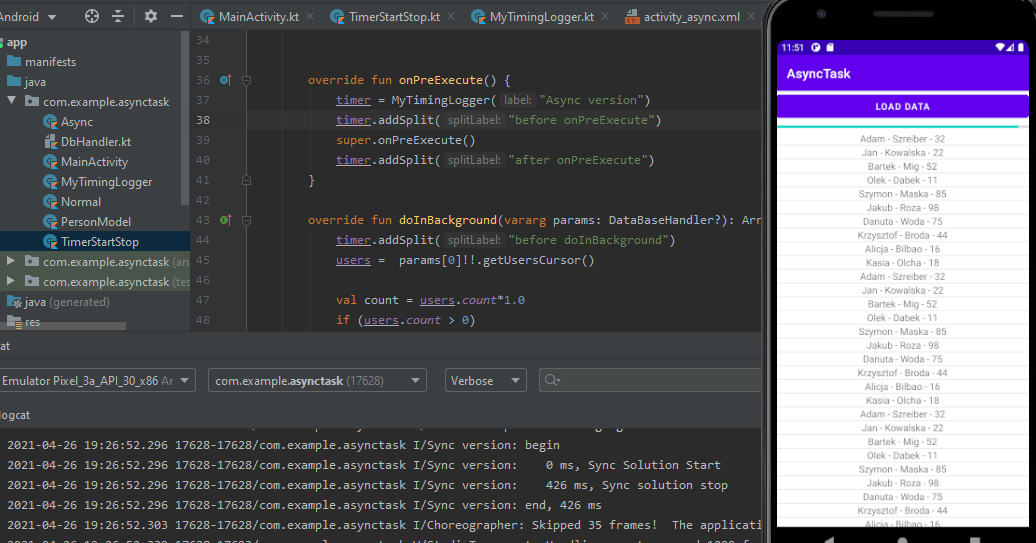 Android
MainActivity.kt
TimerStartStop.kt
MyTimingLogger.kt
activity_async.xml
app
manifests
java
com.example.asynctask
Async
DbHandler.kt
MainActivity
MyTimingLogger
Normal
PersonModel
TimerStartStop
com.example.asynctask (an
com.example.asynctask (tes
java (generated)
res
34
35
36 override fun onPreExecute() {
37 timer = MyTimingLogger( label: "Async version")
38 timer.addSplit( splitLabel: "before onPreExecute")
39 super.onPreExecute()
40 timer.addSplit( splitLabel: "after onPreExecute")
41 }
42
43 override fun doInBackground(vararg params: DataBaseHandler?): Arr
44 timer.addSplit( splitLabel: "before doInBackground")
45 users = params[0]!!.getUsersCursor()
46
47 val count = users.count*1.0
48 if (users.count > 0)
at
Emulator Pixel_3a_API_30_x86 Ar
com.example.asynctask (17628)
Verbose
logcat
2021-04-26 19:26:52.296 17628-17628/com.example.asynctask I/Sync version: begin
2021-04-26 19:26:52.296 17628-17628/com.example.asynctask I/Sync version: 0 ms, Sync Solution Start
2021-04-26 19:26:52.296 17628-17628/com.example.asynctask I/Sync version: 426 ms, Sync solution stop
2021-04-26 19:26:52.296 17628-17628/com.example.asynctask I/Sync version: end, 426 ms
2021-04-26 19:26:52.303 17628-17628/com.example.asynctask I/Choreographer: Skipped 35 frames! The applicati
11:51
AsyncTask
LOAD DATA
Adam - Szreiber - 32
Jan - Kowalska - 22
Bartek - Mig - 52
Olek - Dabek - 11
Szymon - Maska - 85
Jakub - Roza - 98
Danuta - Woda - 75
Krzysztof - Broda - 44
Alicja - Bilbao - 16
Kasia - Olcha - 18
Adam - Szreiber - 32
Jan - Kowalska - 22
Bartek - Mig - 52
Olek - Dabek - 11
Szymon - Maska - 85
Jakub - Roza - 98
Danuta - Woda - 75
Krzysztof - Broda - 44
Alicja - Bilbao - 16
Kasia - Olcha - 18
Adam - Szreiber - 32
Jan - Kowalska - 22
Bartek - Mig - 52
Olek - Dabek - 11
Szymon - Maska - 85
Jakub - Roza - 98
Danuta - Woda - 75
Krzysztof - Broda - 44
Alicja - Bilbao - 16